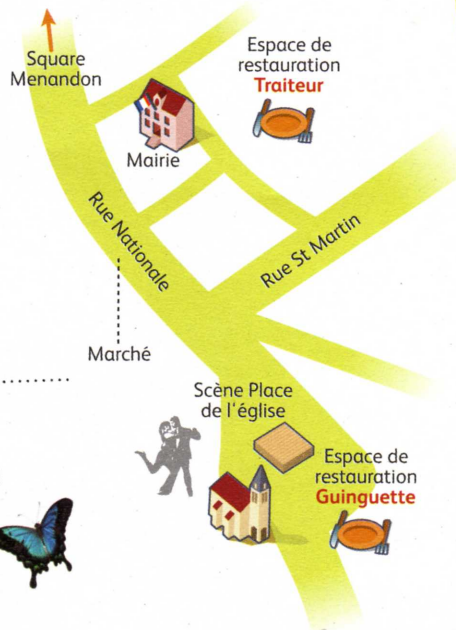 Square
Menandon
Espace de
restauration
Traiteur
Mairie
Rue Nationale
Rue St Martin
Marché
Scène Place
de l'église
Espace de
restauration
Guinguette